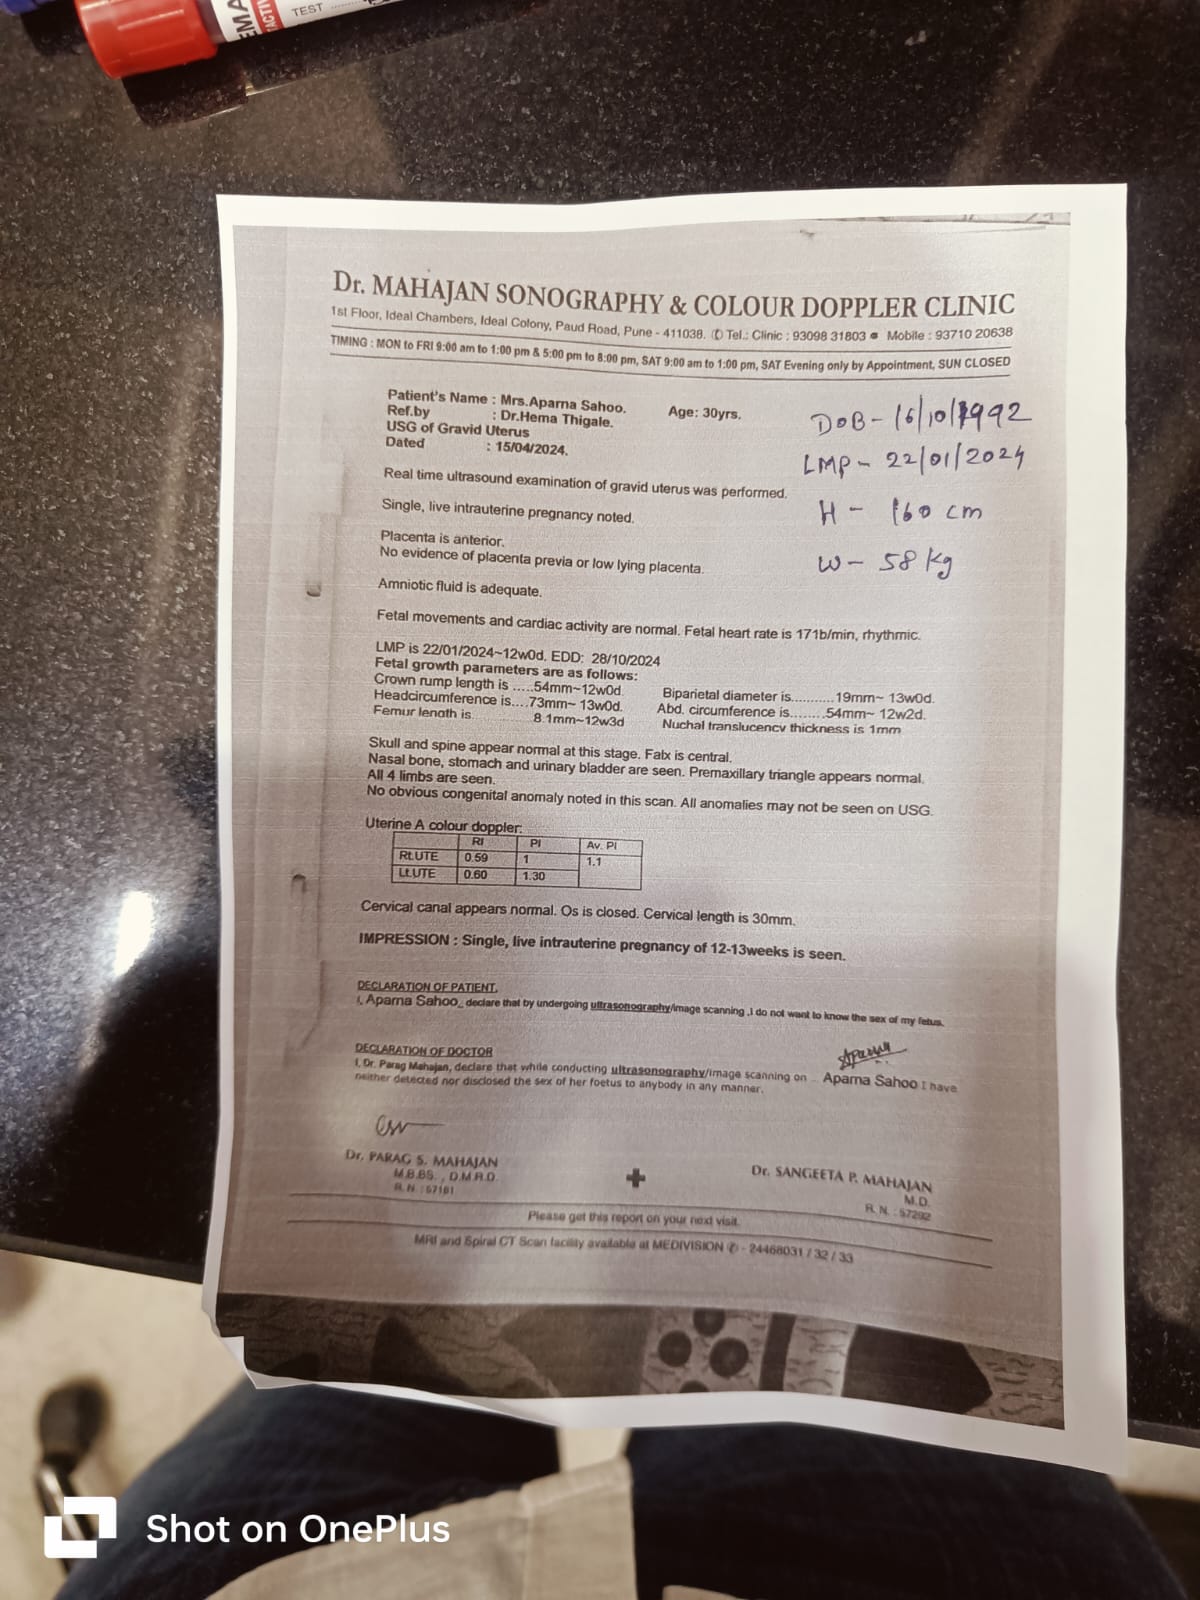 EMA
TACTIV
TEST
Dr. MAHAJAN SONOGRAPHY & COLOUR DOPPLER CLINIC
1st Floor, Ideal Chambers, Ideal Colony, Paud Road, Pune - 411038. ✆ Tel.: Clinic : 93098 31803 Mobile : 93710 20638
TIMING : MON to FRI 9:00 am to 1:00 pm & 5:00 pm to 8:00 pm, SAT 9:00 am to 1:00 pm, SAT Evening only by Appointment, SUN CLOSED
Patient's Name : Mrs.Aparna Sahoo. Age: 30yrs.
Ref.by : Dr.Hema Thigale.
USG of Gravid Uterus
Dated : 15/04/2024.
DOB - 16/10/1992
LMP - 22/01/2024
H - 160 cm
W - 58 kg
Real time ultrasound examination of gravid uterus was performed.
Single, live intrauterine pregnancy noted.
Placenta is anterior.
No evidence of placenta previa or low lying placenta.
Amniotic fluid is adequate.
Fetal movements and cardiac activity are normal. Fetal heart rate is 171b/min, rhythmic.
LMP is 22/01/2024~12w0d. EDD: 28/10/2024
Fetal growth parameters are as follows:
Crown rump length is .....54mm~12w0d. Biparietal diameter is..........19mm~ 13w0d.
Headcircumference is....73mm~ 13w0d. Abd. circumference is........54mm~ 12w2d.
Femur length is 8.1mm~12w3d Nuchal translucency thickness is 1mm
Skull and spine appear normal at this stage. Falx is central.
Nasal bone, stomach and urinary bladder are seen. Premaxillary triangle appears normal.
All 4 limbs are seen.
No obvious congenital anomaly noted in this scan. All anomalies may not be seen on USG.
Uterine A colour doppler:
RI PI Av. PI
Rt.UTE 0.59 1 1.1
Lt.UTE 0.60 1.30
Cervical canal appears normal. Os is closed. Cervical length is 30mm.
IMPRESSION : Single, live intrauterine pregnancy of 12-13weeks is seen.
DECLARATION OF PATIENT.
I, Aparna Sahoo, declare that by undergoing ultrasonography/image scanning ,I do not want to know the sex of my fetus.
Aparna
DECLARATION OF DOCTOR
I, Dr. Parag Mahajan, declare that while conducting ultrasonography/image scanning on .. Aparna Sahoo I have
neither detected nor disclosed the sex of her foetus to anybody in any manner.
Dr. PARAG S. MAHAJAN
M.B.BS. , D.M.R.D.
R. N. : 57161
Dr. SANGEETA P. MAHAJAN
M.D.
R. N. : 57292
Please get this report on your next visit.
MRI and Spiral CT Scan facility available at MEDIVISION ✆ - 24468031 / 32 / 33
Shot on OnePlus